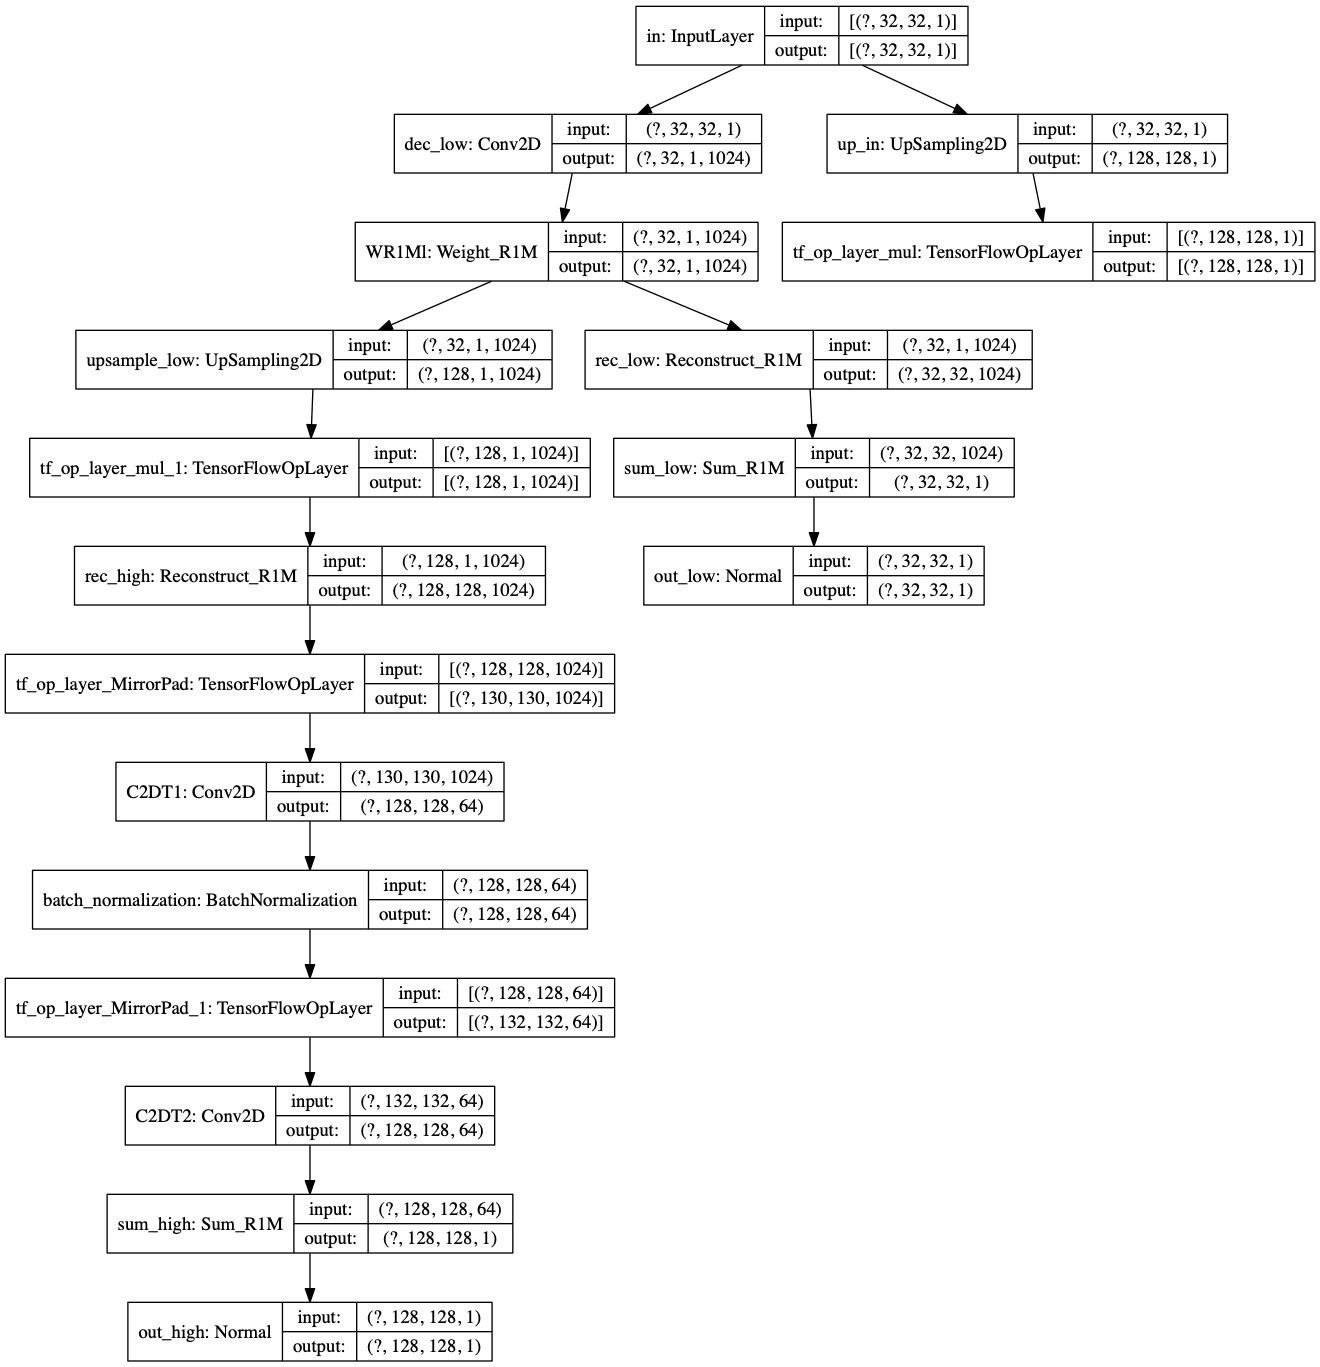 in: InputLayer
input: [(?, 32, 32, 1)]
output: [(?, 32, 32, 1)]
dec_low: Conv2D
input: (?, 32, 32, 1)
output: (?, 32, 1, 1024)
up_in: UpSampling2D
input: (?, 32, 32, 1)
output: (?, 128, 128, 1)
WR1Ml: Weight_R1M
input: (?, 32, 1, 1024)
output: (?, 32, 1, 1024)
tf_op_layer_mul: TensorFlowOpLayer
input: [(?, 128, 128, 1)]
output: [(?, 128, 128, 1)]
upsample_low: UpSampling2D
input: (?, 32, 1, 1024)
output: (?, 128, 1, 1024)
rec_low: Reconstruct_R1M
input: (?, 32, 1, 1024)
output: (?, 32, 32, 1024)
tf_op_layer_mul_1: TensorFlowOpLayer
input: [(?, 128, 1, 1024)]
output: [(?, 128, 1, 1024)]
sum_low: Sum_R1M
input: (?, 32, 32, 1024)
output: (?, 32, 32, 1)
rec_high: Reconstruct_R1M
input: (?, 128, 1, 1024)
output: (?, 128, 128, 1024)
out_low: Normal
input: (?, 32, 32, 1)
output: (?, 32, 32, 1)
tf_op_layer_MirrorPad: TensorFlowOpLayer
input: [(?, 128, 128, 1024)]
output: [(?, 130, 130, 1024)]
C2DT1: Conv2D
input: (?, 130, 130, 1024)
output: (?, 128, 128, 64)
batch_normalization: BatchNormalization
input: (?, 128, 128, 64)
output: (?, 128, 128, 64)
tf_op_layer_MirrorPad_1: TensorFlowOpLayer
input: [(?, 128, 128, 64)]
output: [(?, 132, 132, 64)]
C2DT2: Conv2D
input: (?, 132, 132, 64)
output: (?, 128, 128, 64)
sum_high: Sum_R1M
input: (?, 128, 128, 64)
output: (?, 128, 128, 1)
out_high: Normal
input: (?, 128, 128, 1)
output: (?, 128, 128, 1)